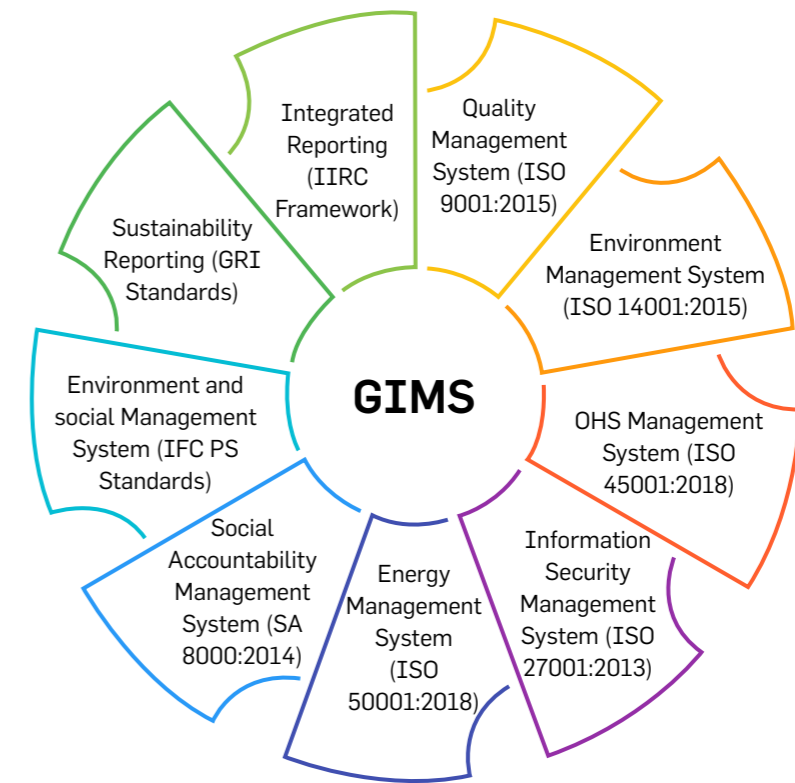 Integrated
Reporting
(IIRC
Framework)
Quality
Management
System (ISO
9001:2015)
Environment
Management System
(ISO 14001:2015)
OHS Management
System (ISO
45001:2018)
Information
Security
Management
System (ISO
27001:2013)
Energy
Management
System
(ISO
50001:2018)
Social
Accountability
Management
System (SA
8000:2014)
Environment and
social Management
System (IFC PS
Standards)
Sustainability
Reporting (GRI
Standards)
GIMS